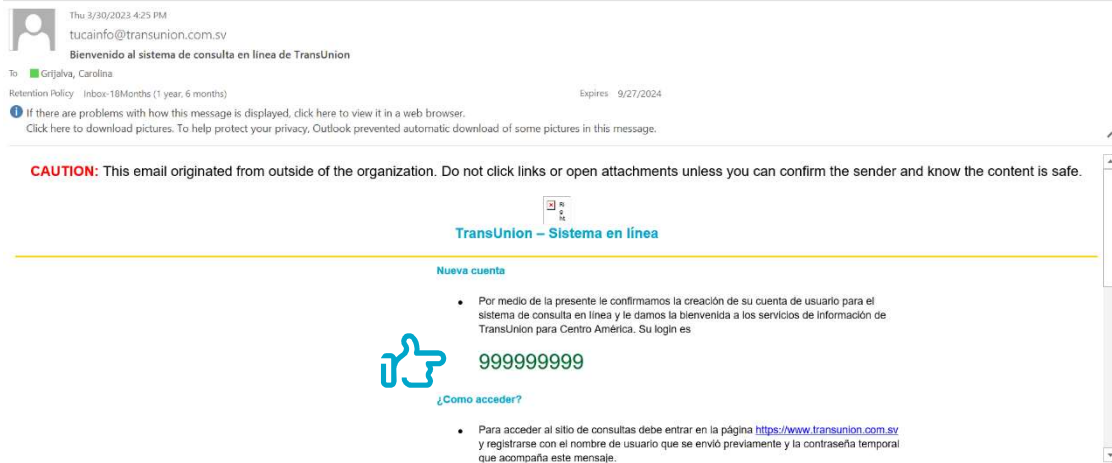 Thu 3/30/2023 4:25 PM
tucainfo@transunion.com.sv
Bienvenido al sistema de consulta en línea de TransUnion
To Grijalva, Carolina
Retention Policy Inbox-18Months (1 year, 6 months) Expires 9/27/2024
If there are problems with how this message is displayed, click here to view it in a web browser.
Click here to download pictures. To help protect your privacy, Outlook prevented automatic download of some pictures in this message.
CAUTION: This email originated from outside of the organization. Do not click links or open attachments unless you can confirm the sender and know the content is safe.
TransUnion – Sistema en línea
Nueva cuenta
• Por medio de la presente le confirmamos la creación de su cuenta de usuario para el
sistema de consulta en línea y le damos la bienvenida a los servicios de información de
TransUnion para Centro América. Su login es
999999999
¿Como acceder?
• Para acceder al sitio de consultas debe entrar en la página https://www.transunion.com.sv
y registrarse con el nombre de usuario que se envió previamente y la contraseña temporal
que acompaña este mensaje.